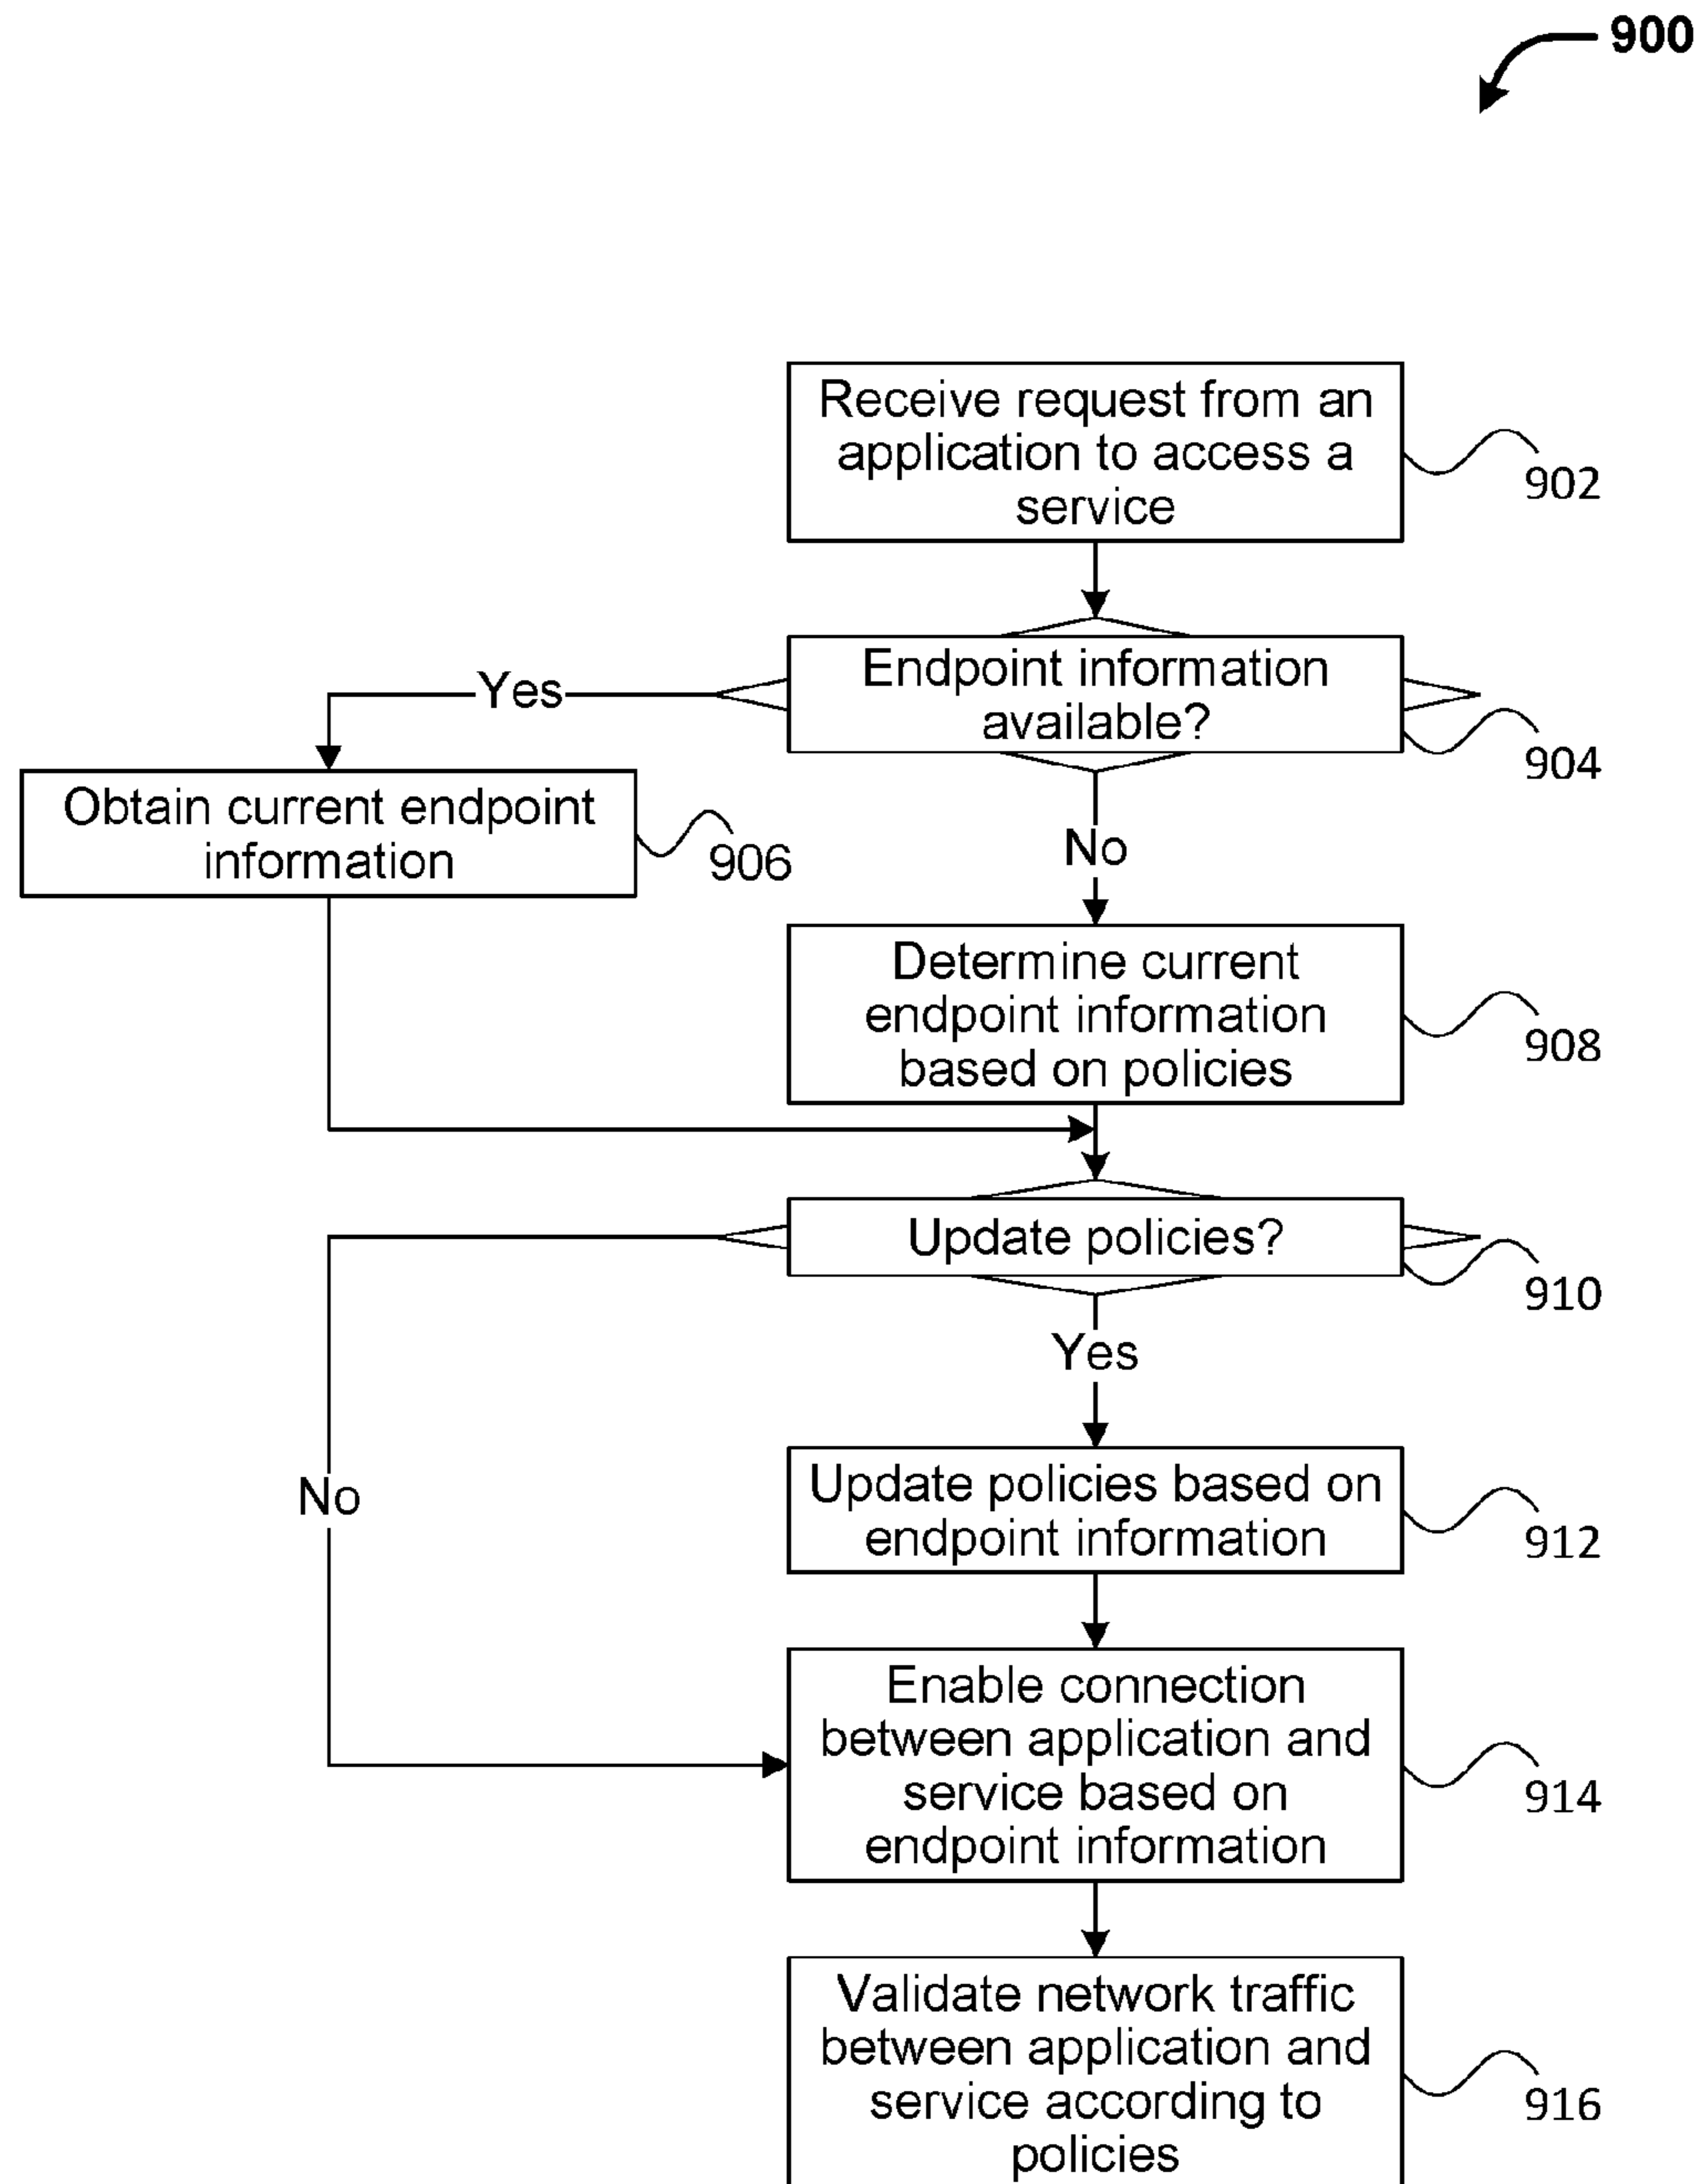 900
Receive request from an
application to access a
service
902
Endpoint information
available?
904
Yes
No
Obtain current endpoint
information
906
Determine current
endpoint information
based on policies
908
Update policies?
910
Yes
No
Update policies based on
endpoint information
912
Enable connection
between application and
service based on
endpoint information
914
Validate network traffic
between application and
service according to
policies
916